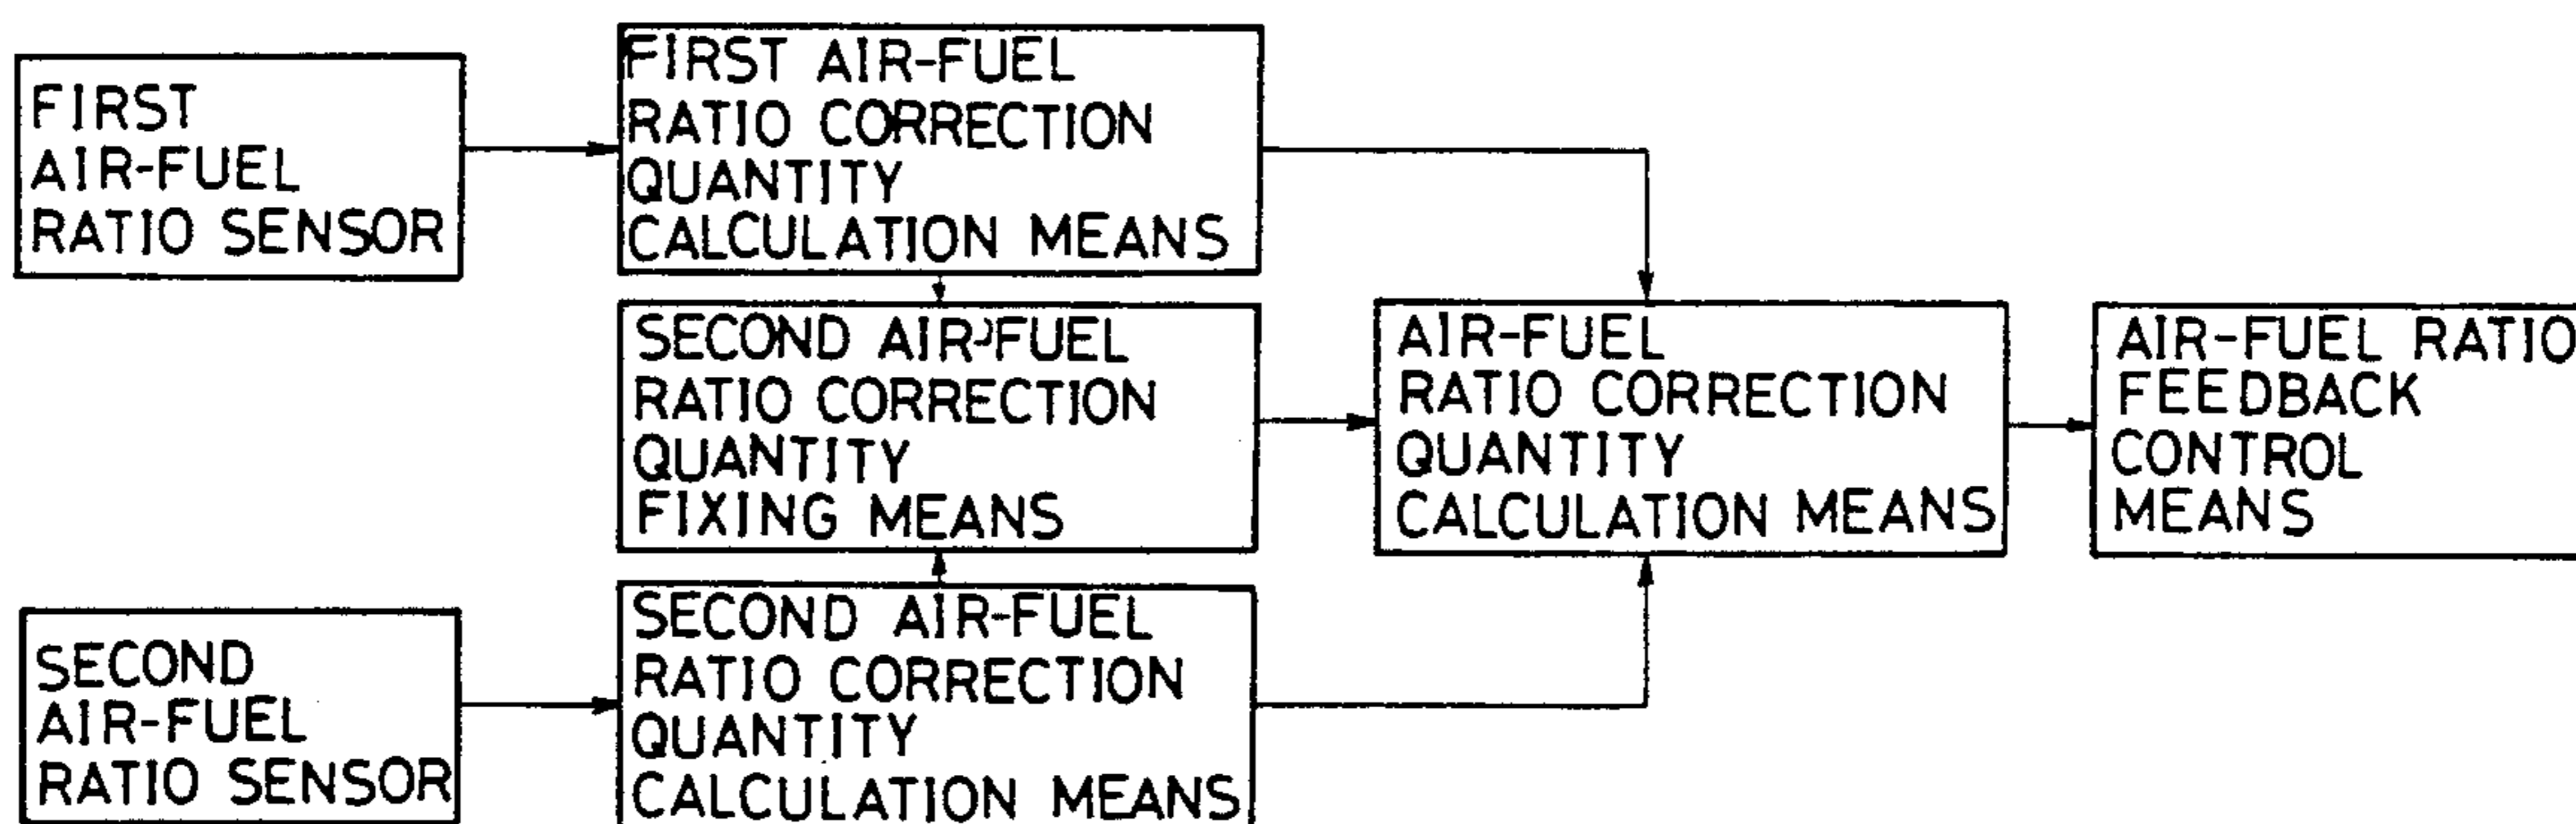 FIRST
AIR-FUEL
RATIO SENSOR
FIRST AIR-FUEL
RATIO CORRECTION
QUANTITY
CALCULATION MEANS
SECOND AIR-FUEL
RATIO CORRECTION
QUANTITY
FIXING MEANS
SECOND
AIR-FUEL
RATIO SENSOR
SECOND AIR-FUEL
RATIO CORRECTION
QUANTITY
CALCULATION MEANS
AIR-FUEL
RATIO CORRECTION
QUANTITY
CALCULATION MEANS
AIR-FUEL RATIO
FEEDBACK
CONTROL
MEANS